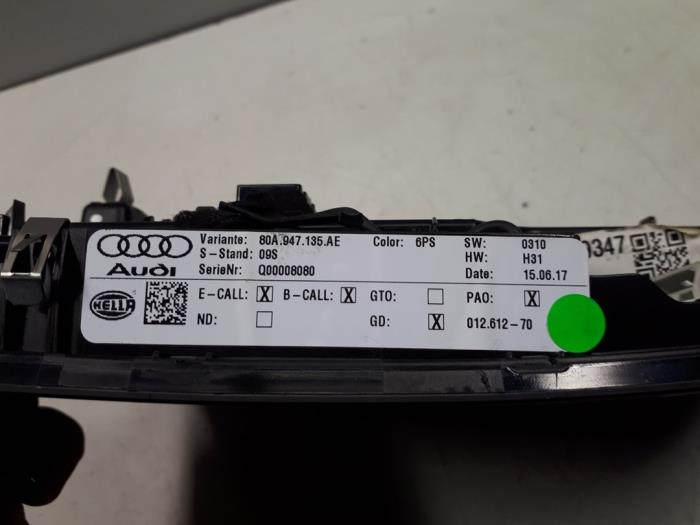 Audi
Variante: 80A.947.135.AE Color: 6PS SW: 0310
S-Stand: 09S HW: H31
SerieNr: Q00008080 Date: 15.06.17
HELLA
E-CALL: X B-CALL: X GTO: PAO: X
ND: GD: X 012.612-70
0347